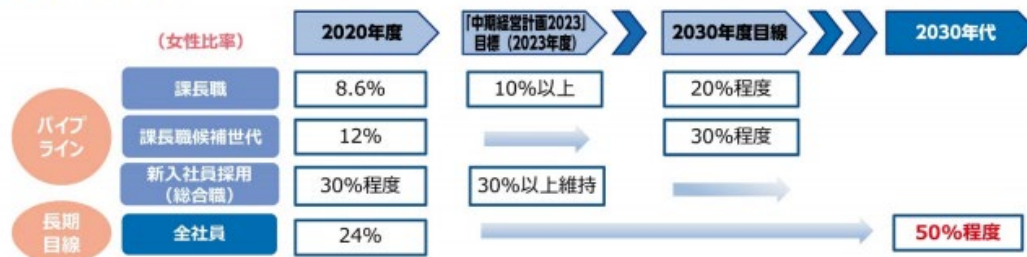 （女性比率）
2020年度
「中期経営計画2023」
目標（2023年度）
2030年度目線
2030年代
パイプ
ライン
課長職
8.6%
10%以上
20%程度
課長職候補世代
12%
30%程度
新入社員採用
（総合職）
30%程度
30%以上維持
長期
目線
全社員
24%
50%程度